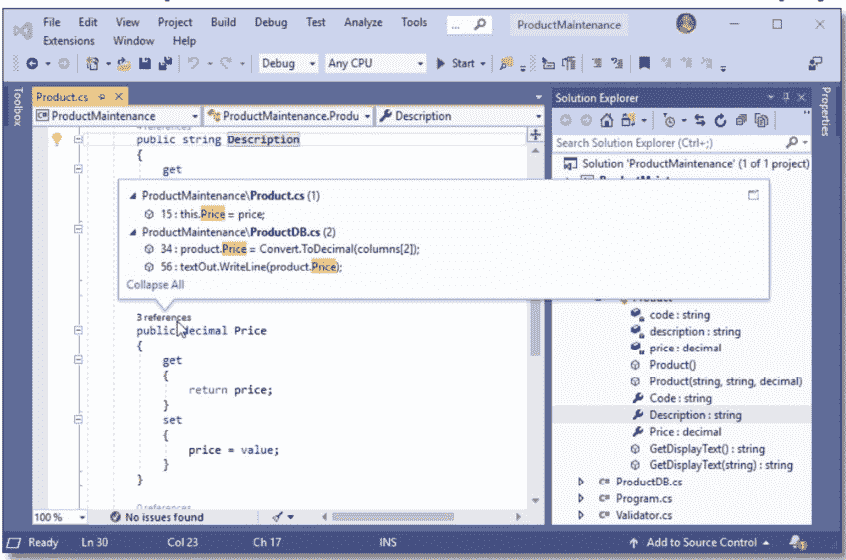 File Edit View Project Build Debug Test Analyze Tools ... ProductMaintenance
Extensions Window Help
Debug Any CPU Start
Toolbox
Product.cs
C# ProductMaintenance ProductMaintenance.Produ Description
4 references
public string Description
{
get
ProductMaintenance\Product.cs (1)
15 : this.Price = price;
ProductMaintenance\ProductDB.cs (2)
34 : product.Price = Convert.ToDecimal(columns[2]);
56 : textOut.WriteLine(product.Price);
Collapse All
3 references
public decimal Price
{
get
{
return price;
}
set
{
price = value;
}
}
0 references
100 % No issues found
Solution Explorer
Search Solution Explorer (Ctrl+;)
Solution 'ProductMaintenance' (1 of 1 project)
Product
code : string
description : string
price : decimal
Product()
Product(string, string, decimal)
Code : string
Description : string
Price : decimal
GetDisplayText() : string
GetDisplayText(string) : string
C# ProductDB.cs
C# Program.cs
C# Validator.cs
Properties
Ready Ln 30 Col 23 Ch 17 INS Add to Source Control